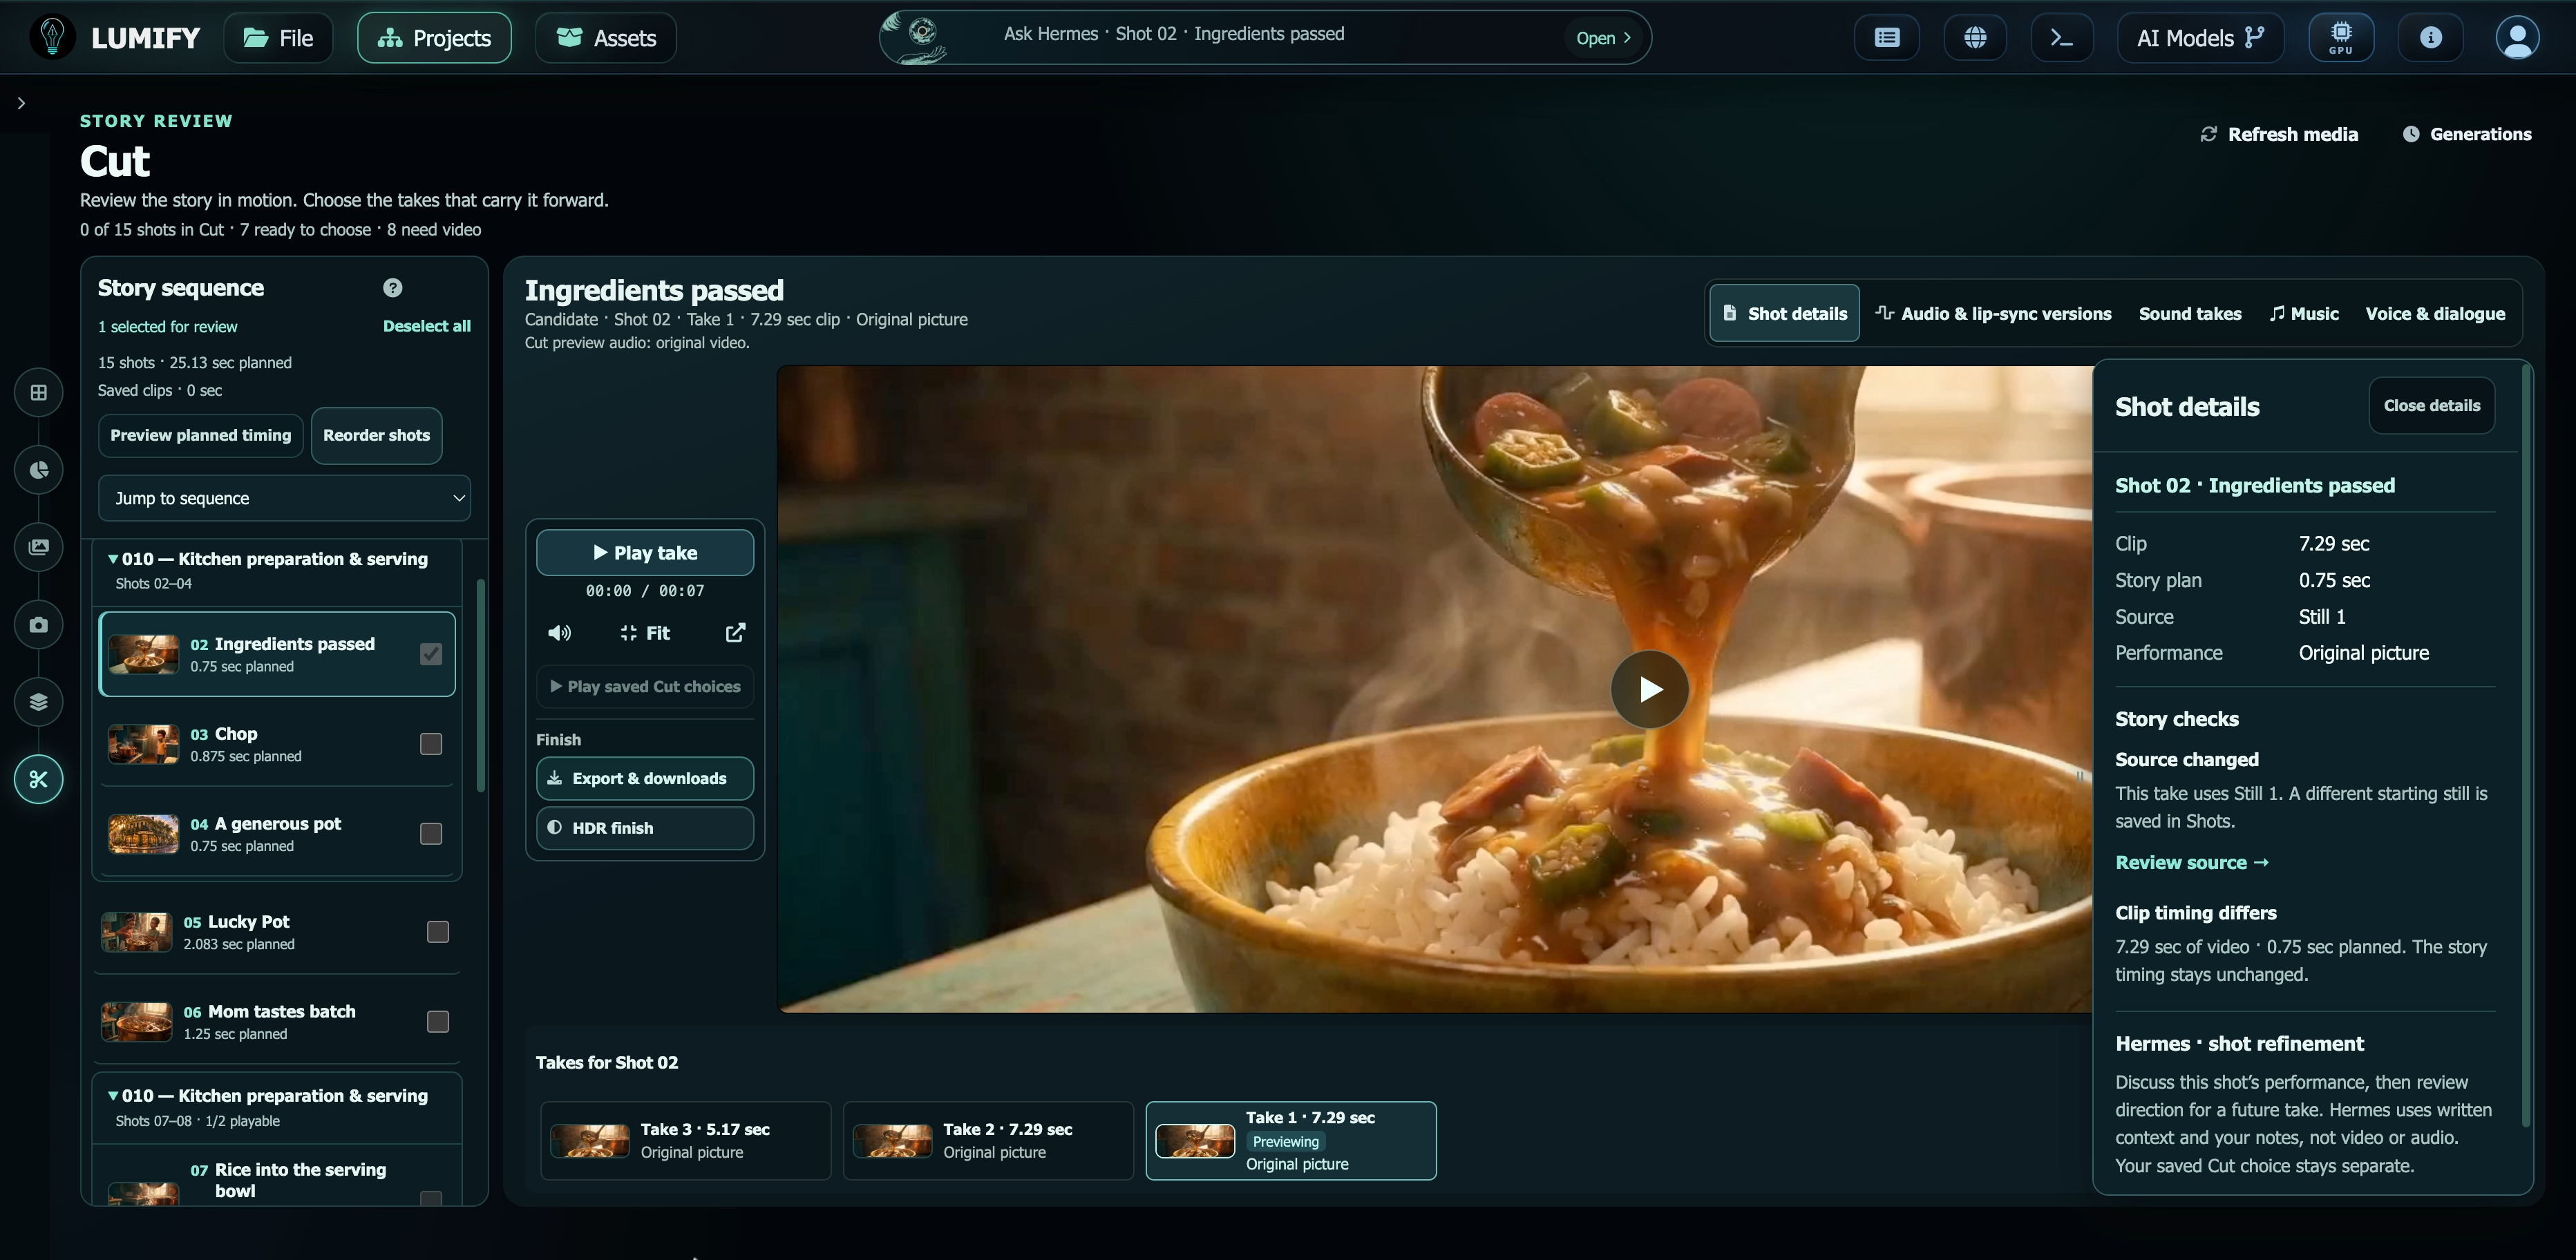 LUMIFY
File
Projects
Assets
Ask Hermes · Shot 02 · Ingredients passed
Open
AI Models
GPU
STORY REVIEW
Cut
Review the story in motion. Choose the takes that carry it forward.
0 of 15 shots in Cut · 7 ready to choose · 8 need video
Refresh media
Generations
Story sequence
?
1 selected for review
Deselect all
15 shots · 25.13 sec planned
Saved clips · 0 sec
Preview planned timing
Reorder shots
Jump to sequence
010 — Kitchen preparation & serving
Shots 02–04
02 Ingredients passed
0.75 sec planned
03 Chop
0.875 sec planned
04 A generous pot
0.75 sec planned
05 Lucky Pot
2.083 sec planned
06 Mom tastes batch
1.25 sec planned
010 — Kitchen preparation & serving
Shots 07–08 · 1/2 playable
07 Rice into the serving
bowl
Ingredients passed
Candidate · Shot 02 · Take 1 · 7.29 sec clip · Original picture
Cut preview audio: original video.
Shot details
Audio & lip-sync versions
Sound takes
Music
Voice & dialogue
Play take
00:00 / 00:07
Fit
Play saved Cut choices
Finish
Export & downloads
HDR finish
Takes for Shot 02
Take 3 · 5.17 sec
Original picture
Take 2 · 7.29 sec
Original picture
Take 1 · 7.29 sec
Previewing
Original picture
Shot details
Close details
Shot 02 · Ingredients passed
Clip 7.29 sec
Story plan 0.75 sec
Source Still 1
Performance Original picture
Story checks
Source changed
This take uses Still 1. A different starting still is
saved in Shots.
Review source →
Clip timing differs
7.29 sec of video · 0.75 sec planned. The story
timing stays unchanged.
Hermes · shot refinement
Discuss this shot’s performance, then review
direction for a future take. Hermes uses written
context and your notes, not video or audio.
Your saved Cut choice stays separate.